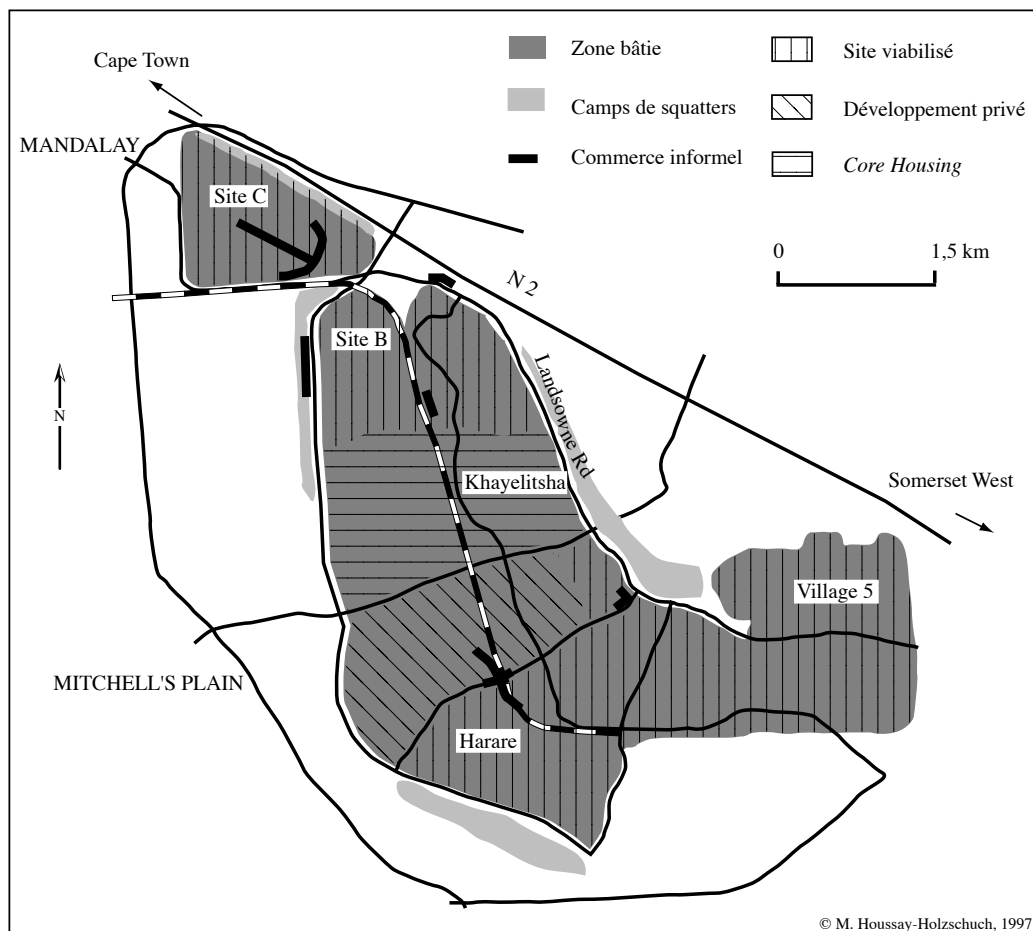 Cape Town
MANDALAY
Zone bâtie
Site viabilisé
Camps de squatters
Développement privé
Commerce informel
Core Housing
Site C
0 1,5 km
N 2
Site B
Landsowne Rd
N
Khayelitsha
Somerset West
Village 5
MITCHELL'S PLAIN
Harare
© M. Houssay-Holzschuch, 1997